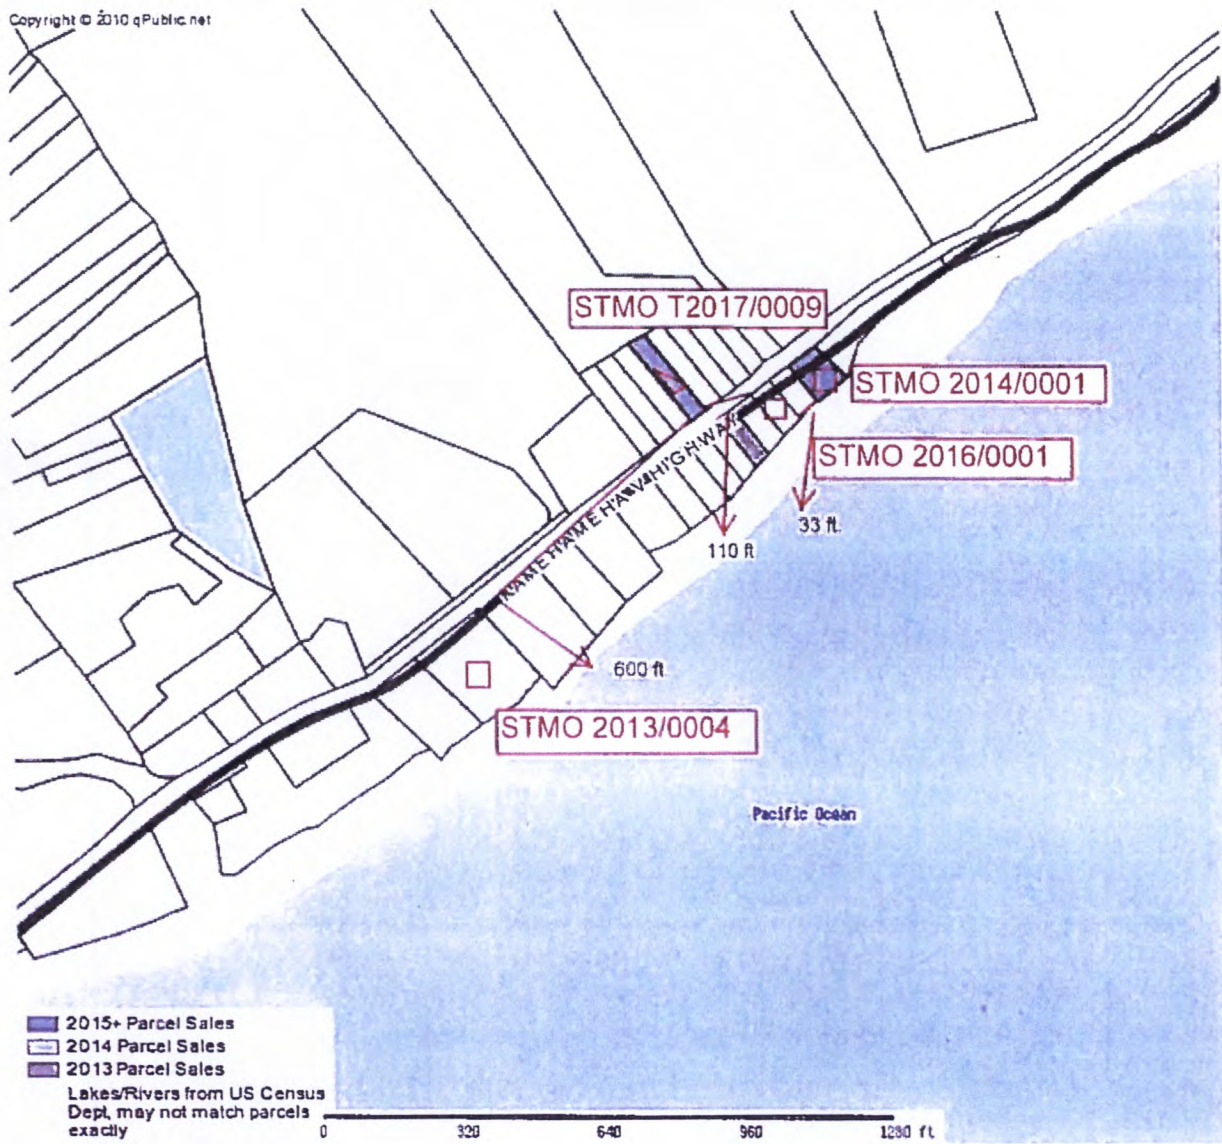 Copyright © 2010 qPublic.net
STMO T2017/0009
STMO 2014/0001
STMO 2016/0001
KAMEHAMEHA V HIGHWAY
33 ft.
110 ft
600 ft
STMO 2013/0004
Pacific Ocean
2015+ Parcel Sales
2014 Parcel Sales
2013 Parcel Sales
Lakes/Rivers from US Census
Dept, may not match parcels
exactly
0 320 640 960 1280 ft